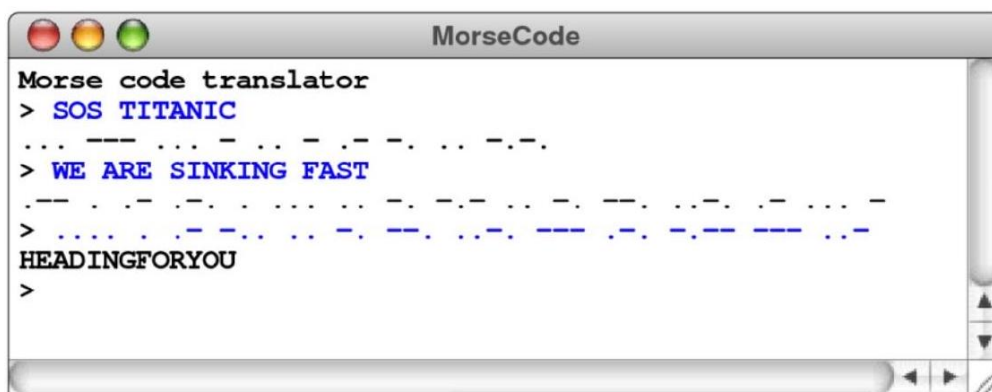 MorseCode
Morse code translator
> SOS TITANIC
... --- ... - .. - .- -. .. -.-.
> WE ARE SINKING FAST
.-- . .- .-. . ... .. -. -.- .. -. --. ..-. .- ... -
> .... . .- -.. .. -. --. ..-. --- .-. -.-- --- ..-
HEADINGFORYOU
>